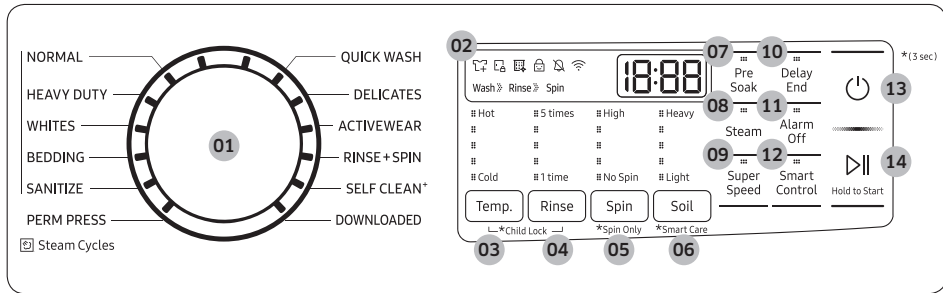 NORMAL
HEAVY DUTY
WHITES
BEDDING
SANITIZE
PERM PRESS
Steam Cycles
01
QUICK WASH
DELICATES
ACTIVEWEAR
RINSE+SPIN
SELF CLEAN+
DOWNLOADED
02
18:88
Wash » Rinse » Spin
Hot 5 times High Heavy
Cold 1 time No Spin Light
Temp. Rinse Spin Soil
*Child Lock *Spin Only *Smart Care
03 04 05 06
07 10
Pre Soak
Delay End
08 11
Steam
Alarm Off
09 12
Super Speed
Smart Control
*(3 sec)
13
14
Hold to Start